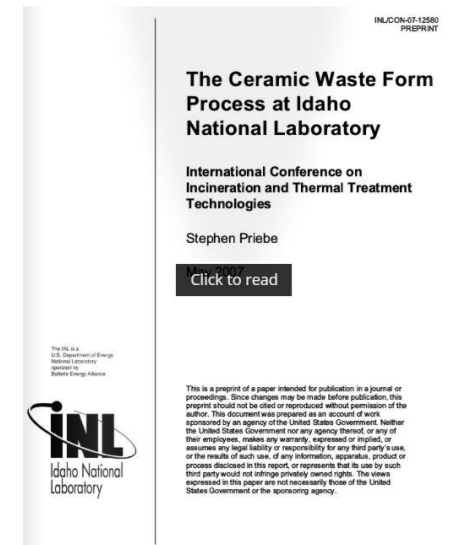 INL/CON-07-12580
PREPRINT
The Ceramic Waste Form
Process at Idaho
National Laboratory
International Conference on
Incineration and Thermal Treatment
Technologies
Stephen Priebe
May 2007
Click to read
The INL is a
U.S. Department of Energy
National Laboratory
operated by
Battelle Energy Alliance
This is a preprint of a paper intended for publication in a journal or
proceedings. Since changes may be made before publication, this
preprint should not be cited or reproduced without permission of the
author. This document was prepared as an account of work
sponsored by an agency of the United States Government. Neither
the United States Government nor any agency thereof, or any of
their employees, makes any warranty, expressed or implied, or
assumes any legal liability or responsibility for any third party's use,
or the results of such use, of any information, apparatus, product or
process disclosed in this report, or represents that its use by such
third party would not infringe privately owned rights. The views
expressed in this paper are not necessarily those of the United
States Government or the sponsoring agency.
INL
Idaho National
Laboratory